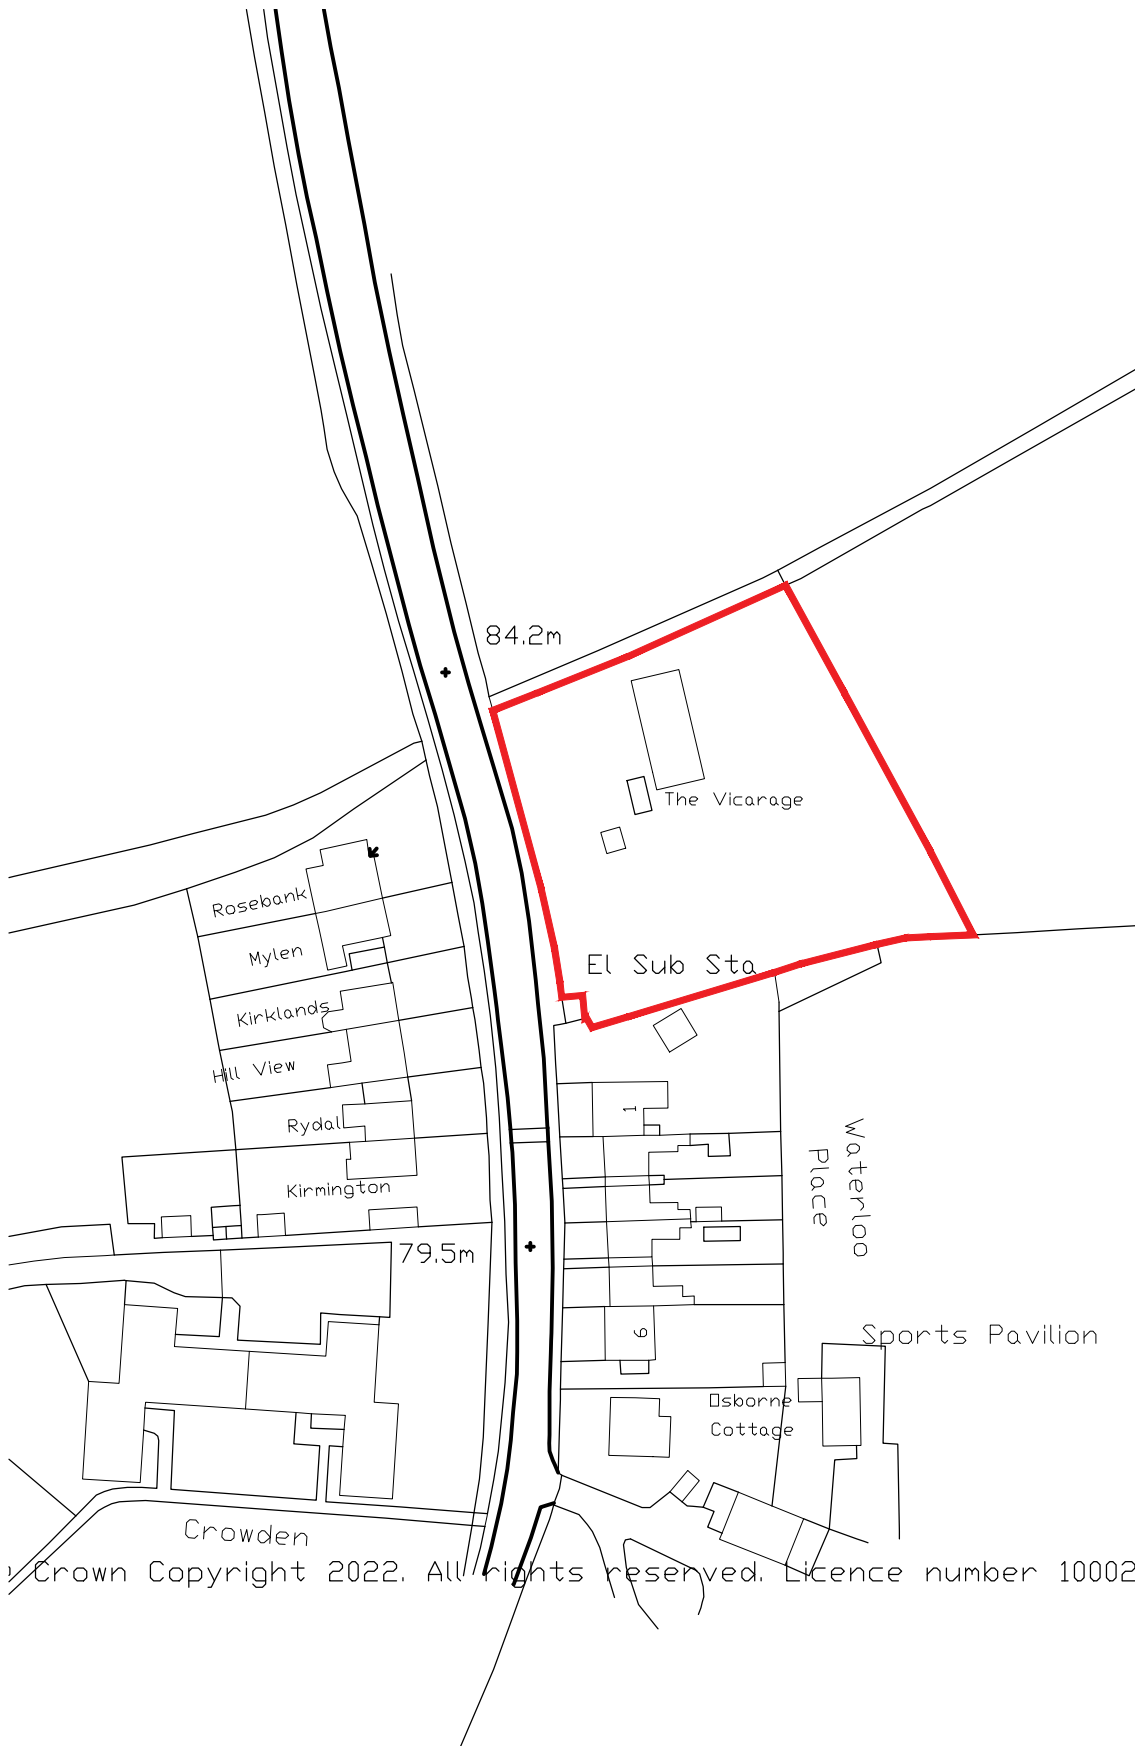 84.2m
The Vicarage
Rosebank
Mylen
El Sub Sta
Kirklands
Hill View
Rydal
1
Kirmington
Waterloo
Place
79.5m
6
Sports Pavilion
Osborne
Cottage
Crowden
Crown Copyright 2022. All rights reserved. Licence number 10002